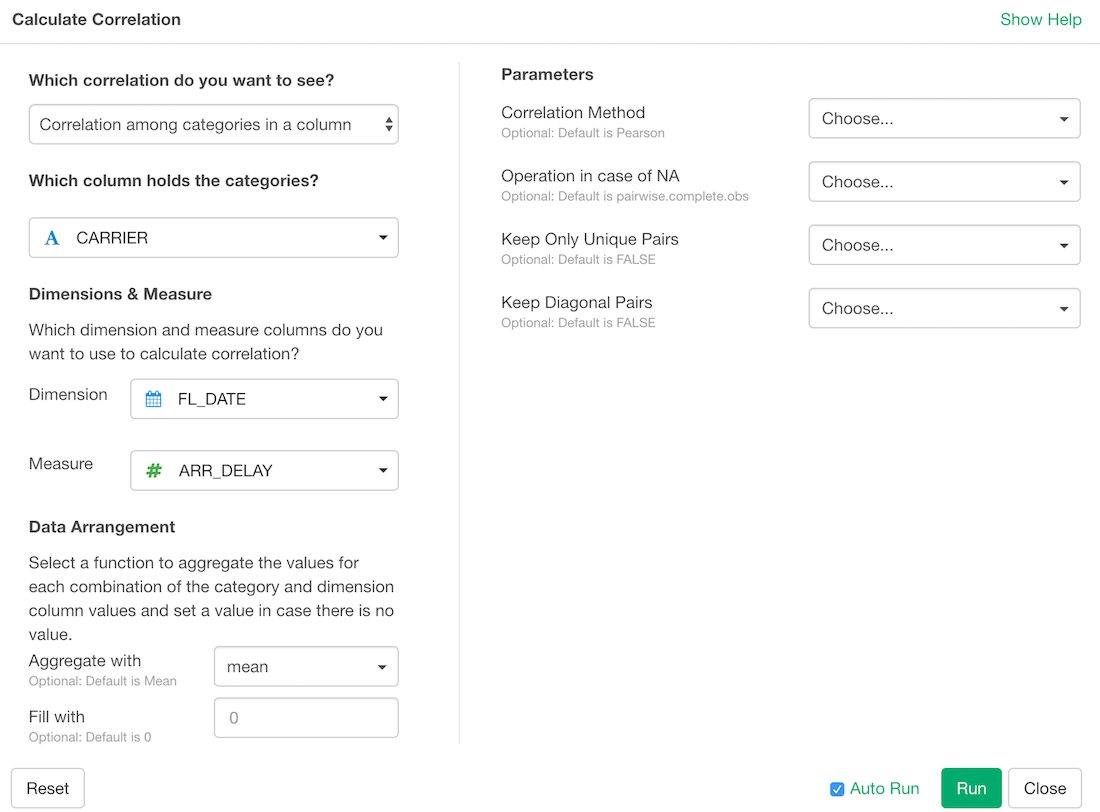 Calculate Correlation
Show Help
Which correlation do you want to see?
Correlation among categories in a column
Which column holds the categories?
A CARRIER
Dimensions & Measure
Which dimension and measure columns do you
want to use to calculate correlation?
Dimension
FL_DATE
Measure
# ARR_DELAY
Data Arrangement
Select a function to aggregate the values for
each combination of the category and dimension
column values and set a value in case there is no
value.
Aggregate with
Optional: Default is Mean
mean
Fill with
Optional: Default is 0
0
Parameters
Correlation Method
Optional: Default is Pearson
Choose...
Operation in case of NA
Optional: Default is pairwise.complete.obs
Choose...
Keep Only Unique Pairs
Optional: Default is FALSE
Choose...
Keep Diagonal Pairs
Optional: Default is FALSE
Choose...
Reset
Auto Run
Run
Close